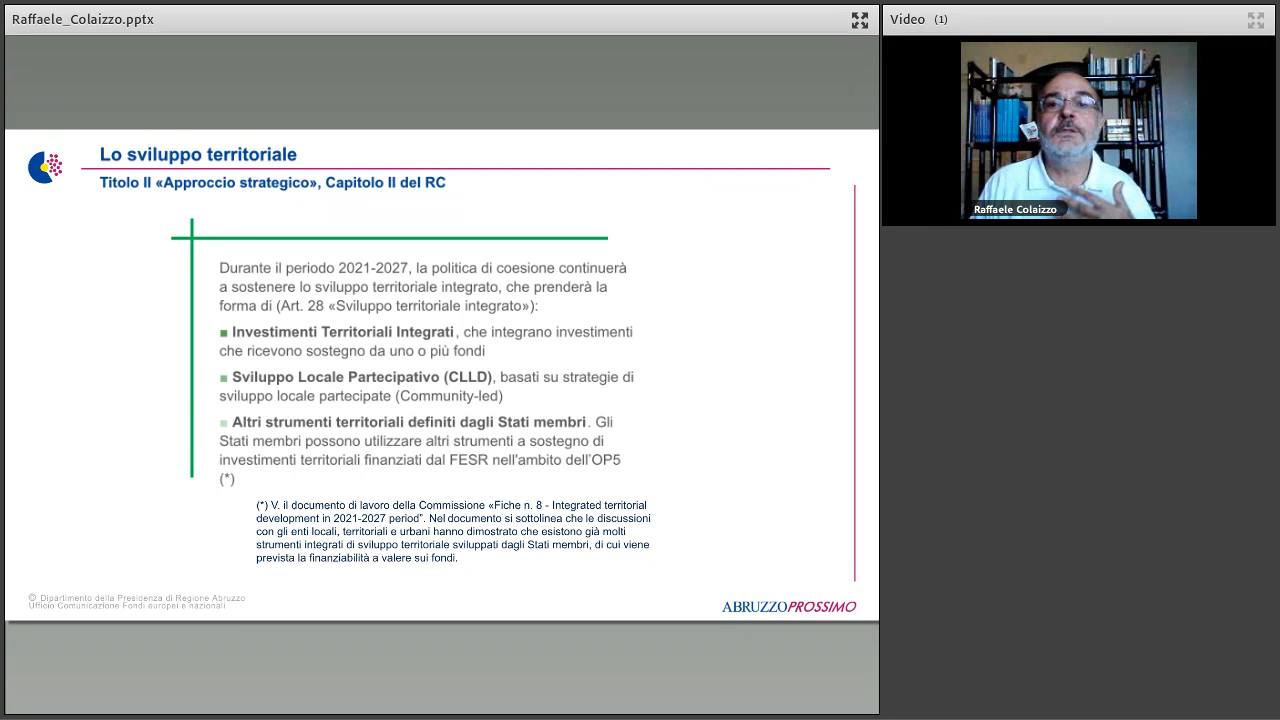 Raffaele_Colaizzo.pptx
Video (1)
Raffaele Colaizzo
Lo sviluppo territoriale
Titolo II «Approccio strategico», Capitolo II del RC
Durante il periodo 2021-2027, la politica di coesione continuerà
a sostenere lo sviluppo territoriale integrato, che prenderà la
forma di (Art. 28 «Sviluppo territoriale integrato»):
Investimenti Territoriali Integrati, che integrano investimenti
che ricevono sostegno da uno o più fondi
Sviluppo Locale Partecipativo (CLLD), basati su strategie di
sviluppo locale partecipate (Community-led)
Altri strumenti territoriali definiti dagli Stati membri. Gli
Stati membri possono utilizzare altri strumenti a sostegno di
investimenti territoriali finanziati dal FESR nell'ambito dell'OP5
(*)
(*) V. il documento di lavoro della Commissione «Fiche n. 8 - Integrated territorial
development in 2021-2027 period”. Nel documento si sottolinea che le discussioni
con gli enti locali, territoriali e urbani hanno dimostrato che esistono già molti
strumenti integrati di sviluppo territoriale sviluppati dagli Stati membri, di cui viene
prevista la finanziabilità a valere sui fondi.
© Dipartimento della Presidenza di Regione Abruzzo
Ufficio Comunicazione Fondi europei e nazionali
ABRUZZOPROSSIMO